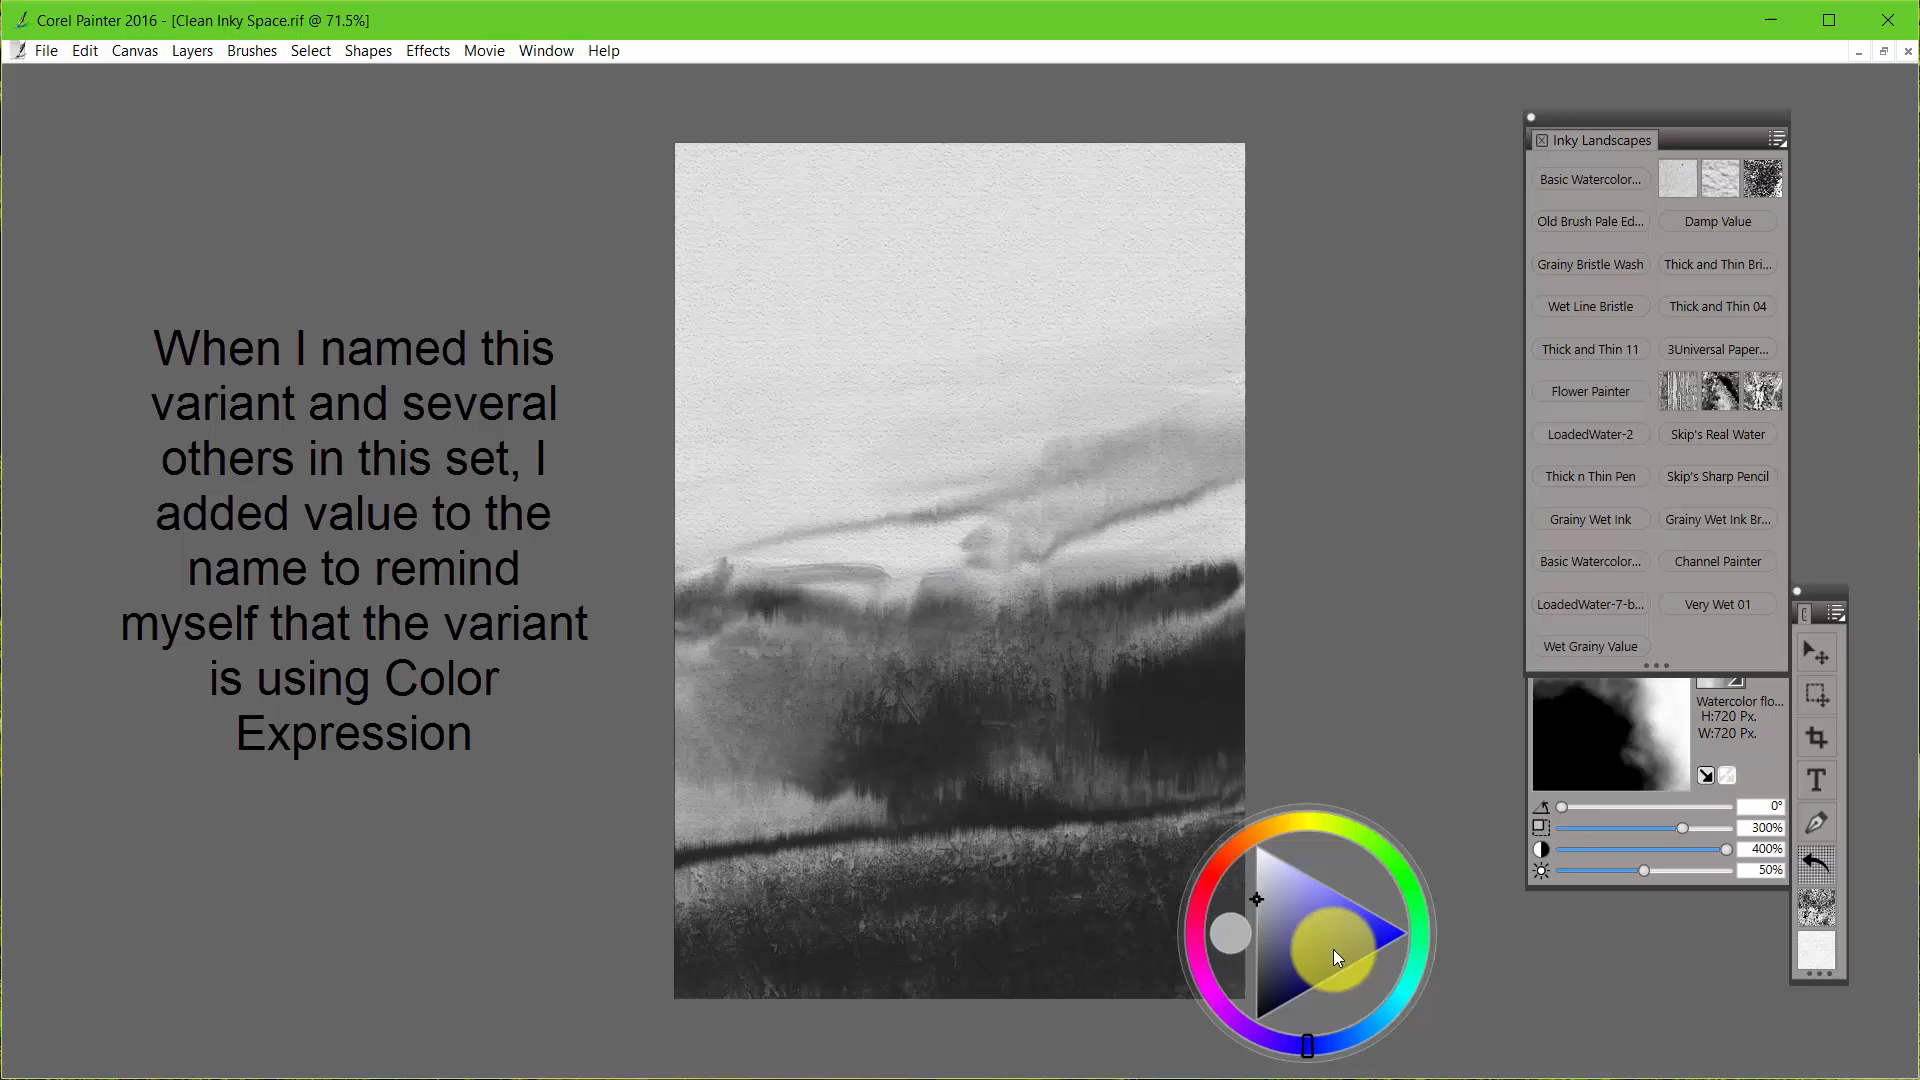 Corel Painter 2016 - [Clean Inky Space.rif @ 71.5%]
File Edit Canvas Layers Brushes Select Shapes Effects Movie Window Help
When I named this
variant and several
others in this set, I
added value to the
name to remind
myself that the variant
is using Color
Expression
Inky Landscapes
Basic Watercolor...
Old Brush Pale Ed... Damp Value
Grainy Bristle Wash Thick and Thin Bri...
Wet Line Bristle Thick and Thin 04
Thick and Thin 11 3Universal Paper...
Flower Painter
LoadedWater-2 Skip's Real Water
Thick n Thin Pen Skip's Sharp Pencil
Grainy Wet Ink Grainy Wet Ink Br...
Basic Watercolor... Channel Painter
LoadedWater-7-b... Very Wet 01
Wet Grainy Value
Watercolor flo...
H:720 Px.
W:720 Px.
0°
300%
400%
50%